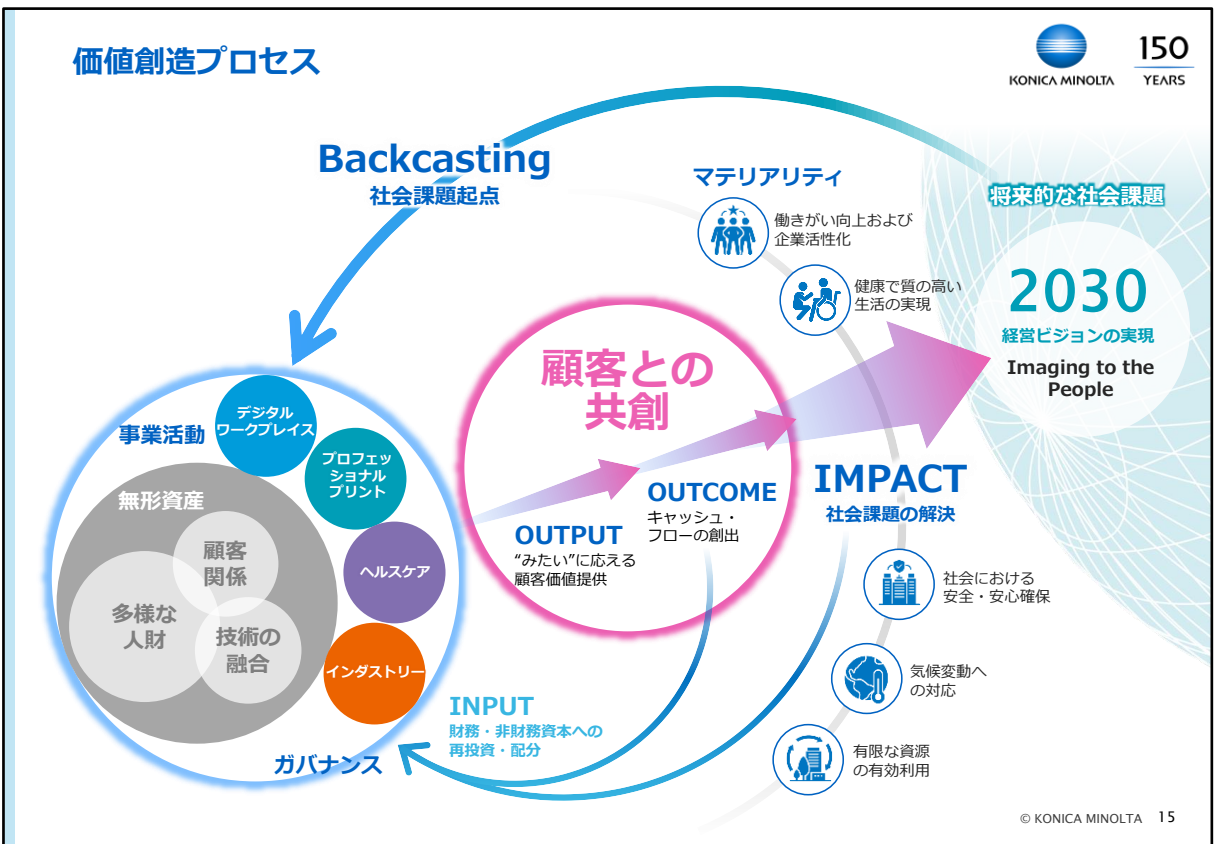 価値創造プロセス
KONICA MINOLTA
150
YEARS
Backcasting
社会課題起点
マテリアリティ
働きがい向上および
企業活性化
健康で質の高い
生活の実現
将来的な社会課題
2030
経営ビジョンの実現
Imaging to the
People
事業活動
デジタル
ワークプレイス
プロフェッ
ショナル
プリント
ヘルスケア
インダストリー
無形資産
顧客
関係
多様な
人財
技術の
融合
ガバナンス
顧客との
共創
OUTPUT
“みたい”に応える
顧客価値提供
OUTCOME
キャッシュ・
フローの創出
IMPACT
社会課題の解決
社会における
安全・安心確保
気候変動へ
の対応
有限な資源
の有効利用
INPUT
財務・非財務資本への
再投資・配分
© KONICA MINOLTA 15